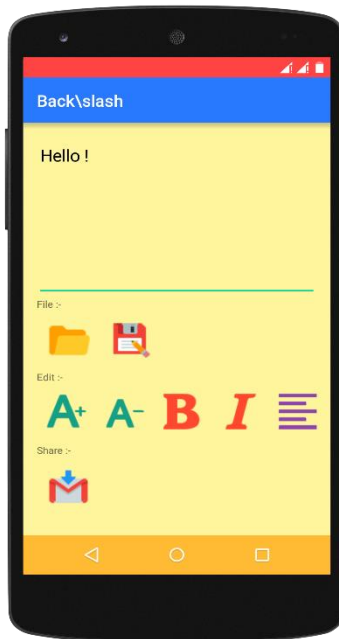 Back\slash
Hello !
File :-
Edit :-
A+ A- B I
Share :-